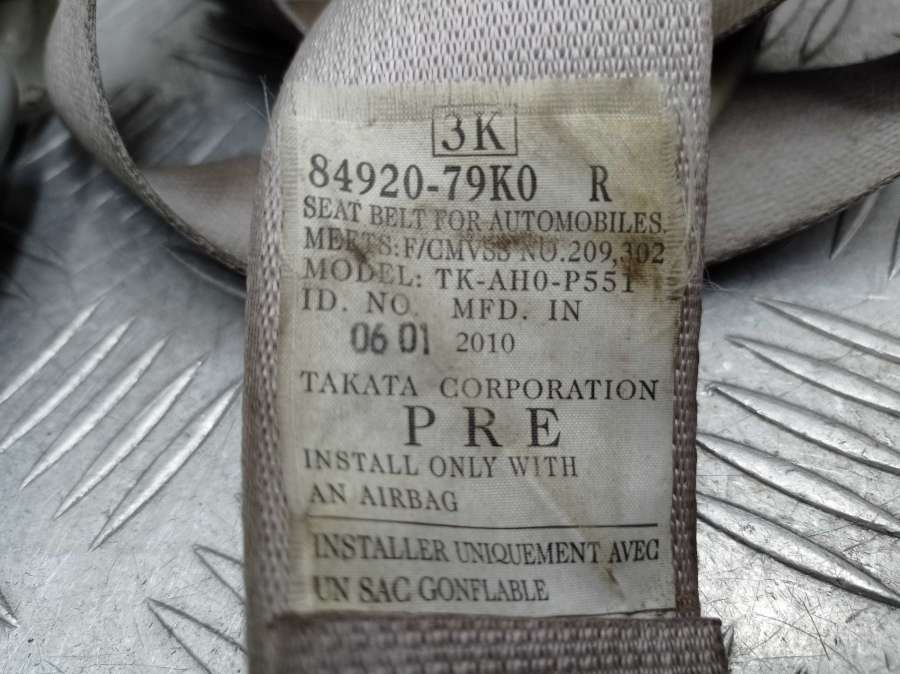 3K
84920-79K0 R
SEAT BELT FOR AUTOMOBILES.
MEETS:F/CMVSS NO.209,302
MODEL: TK-AH0-P551
ID. NO. MFD. IN
06 01 2010
TAKATA CORPORATION
PRE
INSTALL ONLY WITH
AN AIRBAG
INSTALLER UNIQUEMENT AVEC
UN SAC GONFLABLE